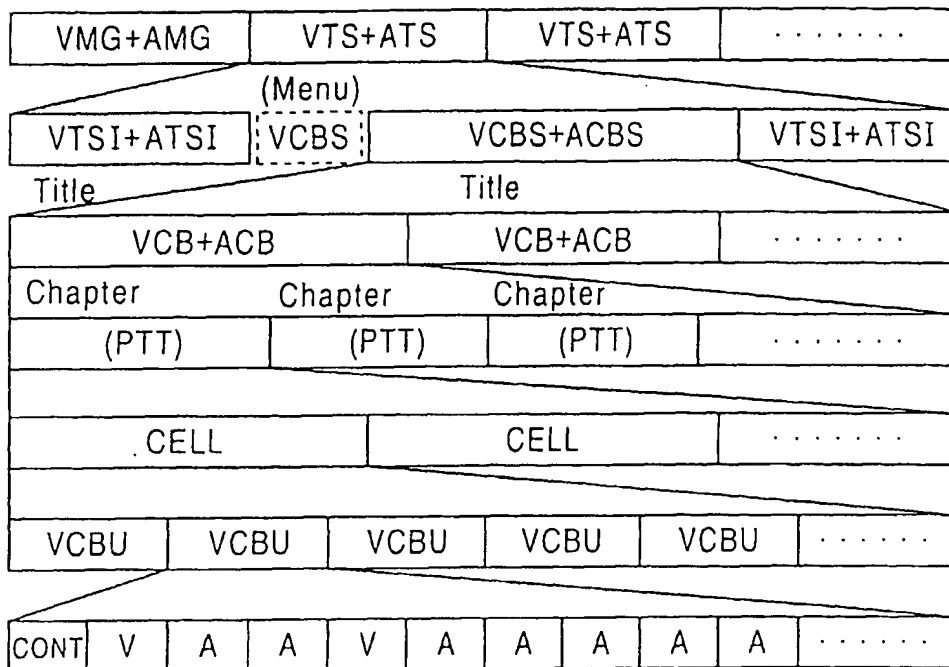 VMG+AMG VTS+ATS VTS+ATS .......
(Menu)
VTSI+ATSI VCBS VCBS+ACBS VTSI+ATSI
Title Title
VCB+ACB VCB+ACB .......
Chapter Chapter Chapter
(PTT) (PTT) (PTT) .......
CELL CELL .......
VCBU VCBU VCBU VCBU VCBU ......
CONT V A A V A A A A A ......